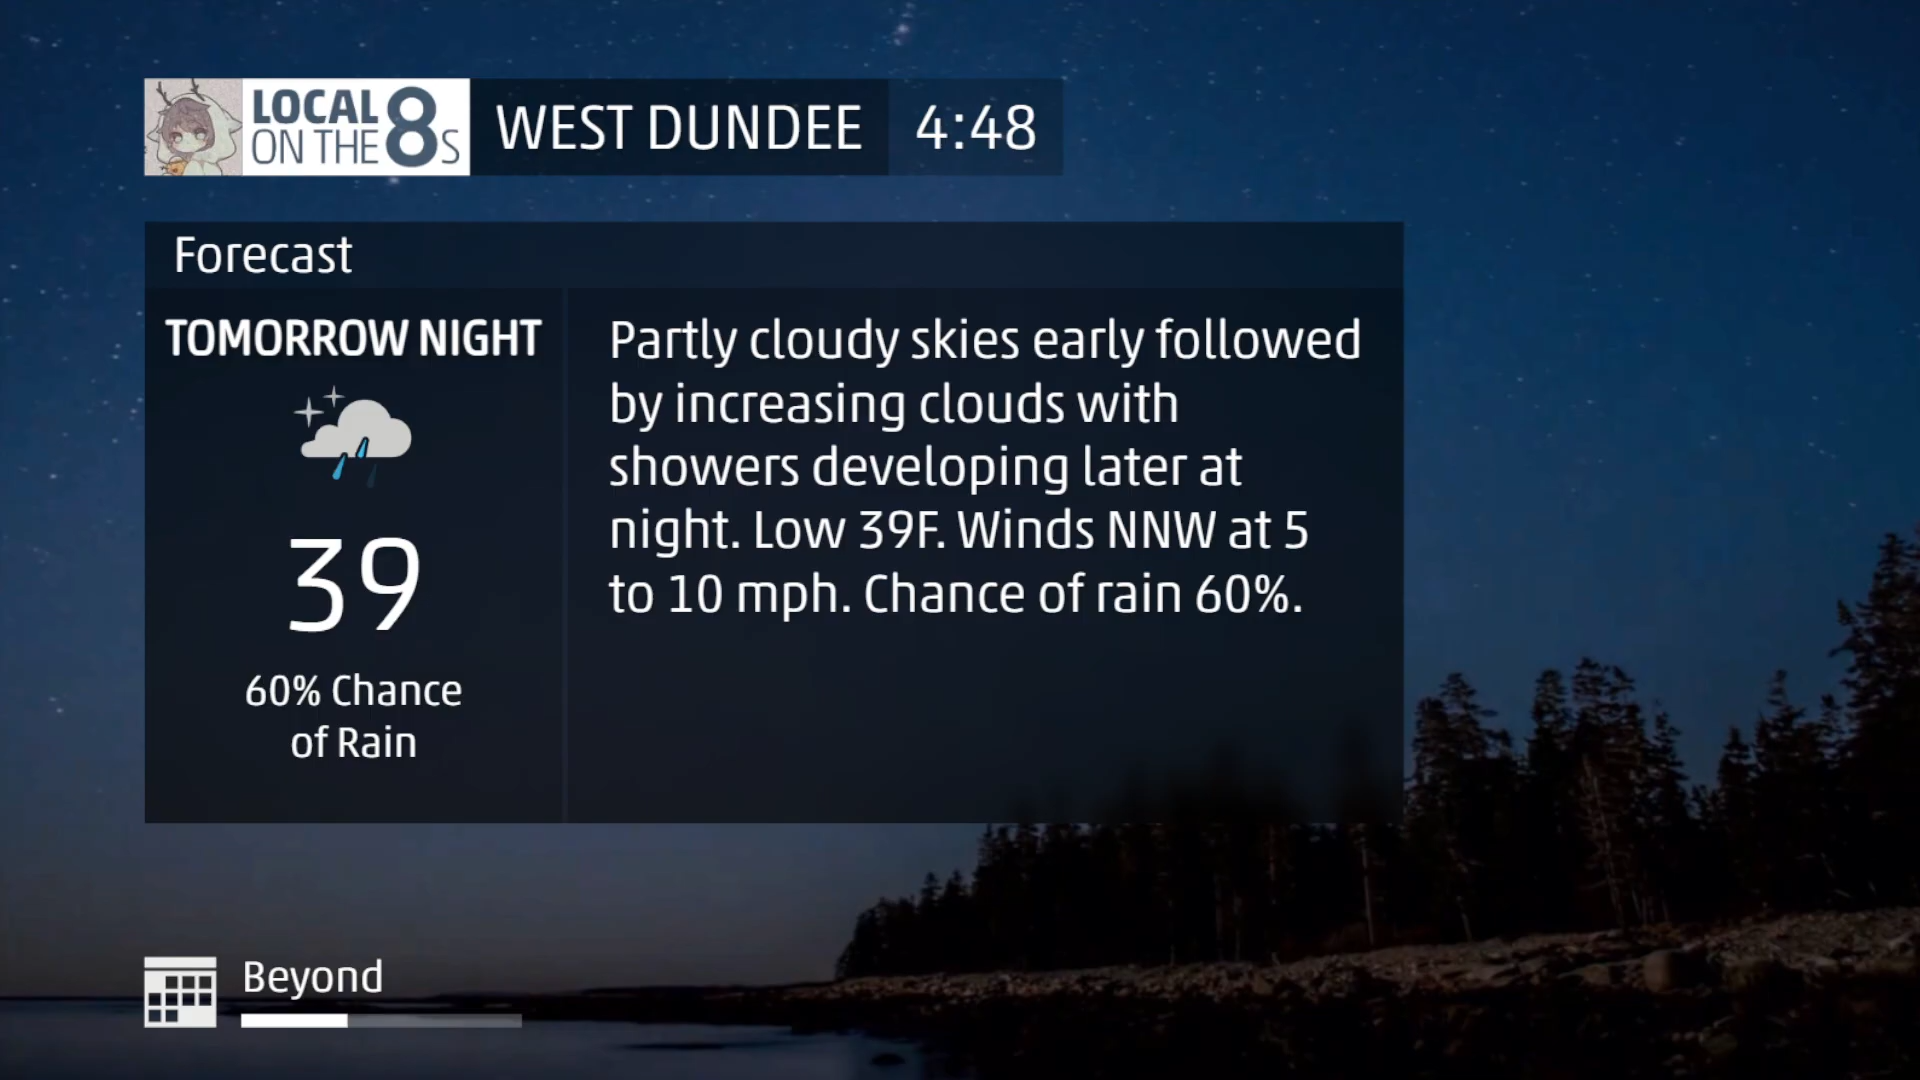 LOCAL
ON THE 8s
WEST DUNDEE
4:48
Forecast
TOMORROW NIGHT
39
60% Chance
of Rain
Partly cloudy skies early followed
by increasing clouds with
showers developing later at
night. Low 39F. Winds NNW at 5
to 10 mph. Chance of rain 60%.
Beyond